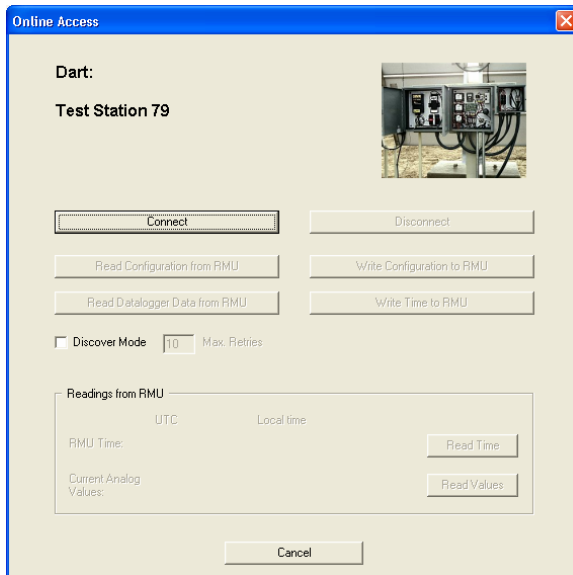 Online Access
Dart:
Test Station 79
Connect
Disconnect
Read Configuration from RMU
Write Configuration to RMU
Read Datalogger Data from RMU
Write Time to RMU
Discover Mode 10 Max. Retries
Readings from RMU
UTC Local time
RMU Time:
Read Time
Current Analog
Values:
Read Values
Cancel